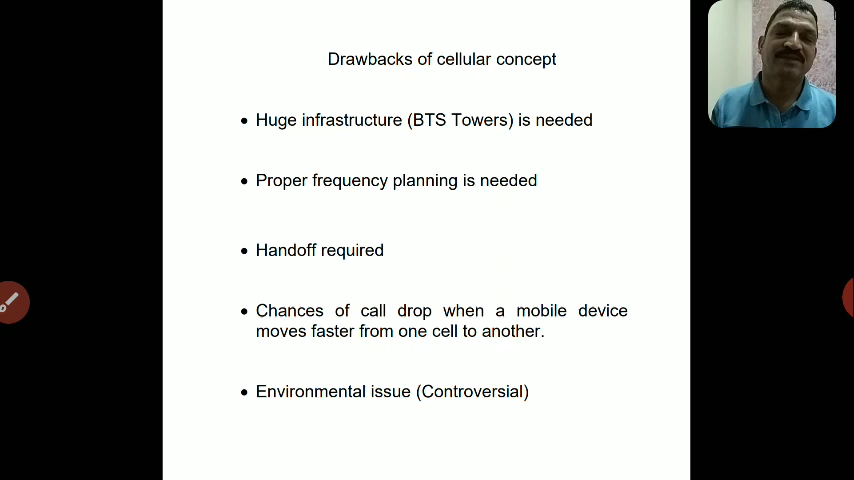 Drawbacks of cellular concept
• Huge infrastructure (BTS Towers) is needed
• Proper frequency planning is needed
• Handoff required
• Chances of call drop when a mobile device
moves faster from one cell to another.
• Environmental issue (Controversial)